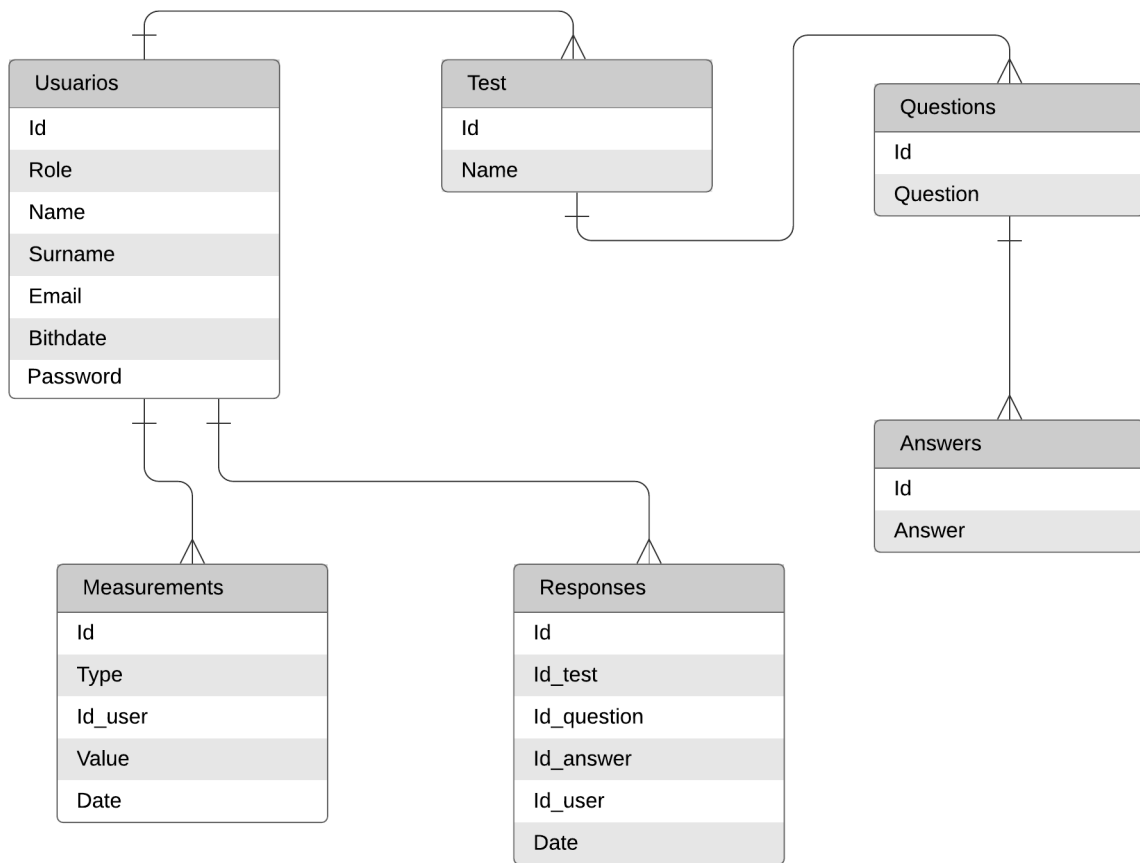 Usuarios
Id
Role
Name
Surname
Email
Bithdate
Password
Test
Id
Name
Questions
Id
Question
Answers
Id
Answer
Measurements
Id
Type
Id_user
Value
Date
Responses
Id
Id_test
Id_question
Id_answer
Id_user
Date